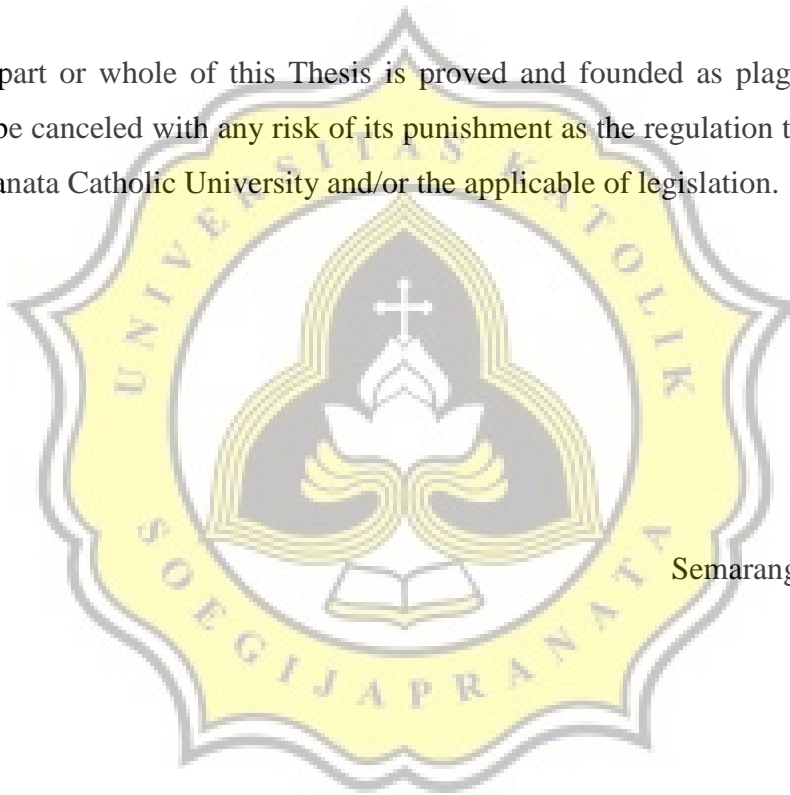 part or whole of this Thesis is proved and founded as plag
be canceled with any risk of its punishment as the regulation t
anata Catholic University and/or the applicable of legislation.
UNIVERSITAS KATOLIK
Semarang
SOEGIJAPRANATA